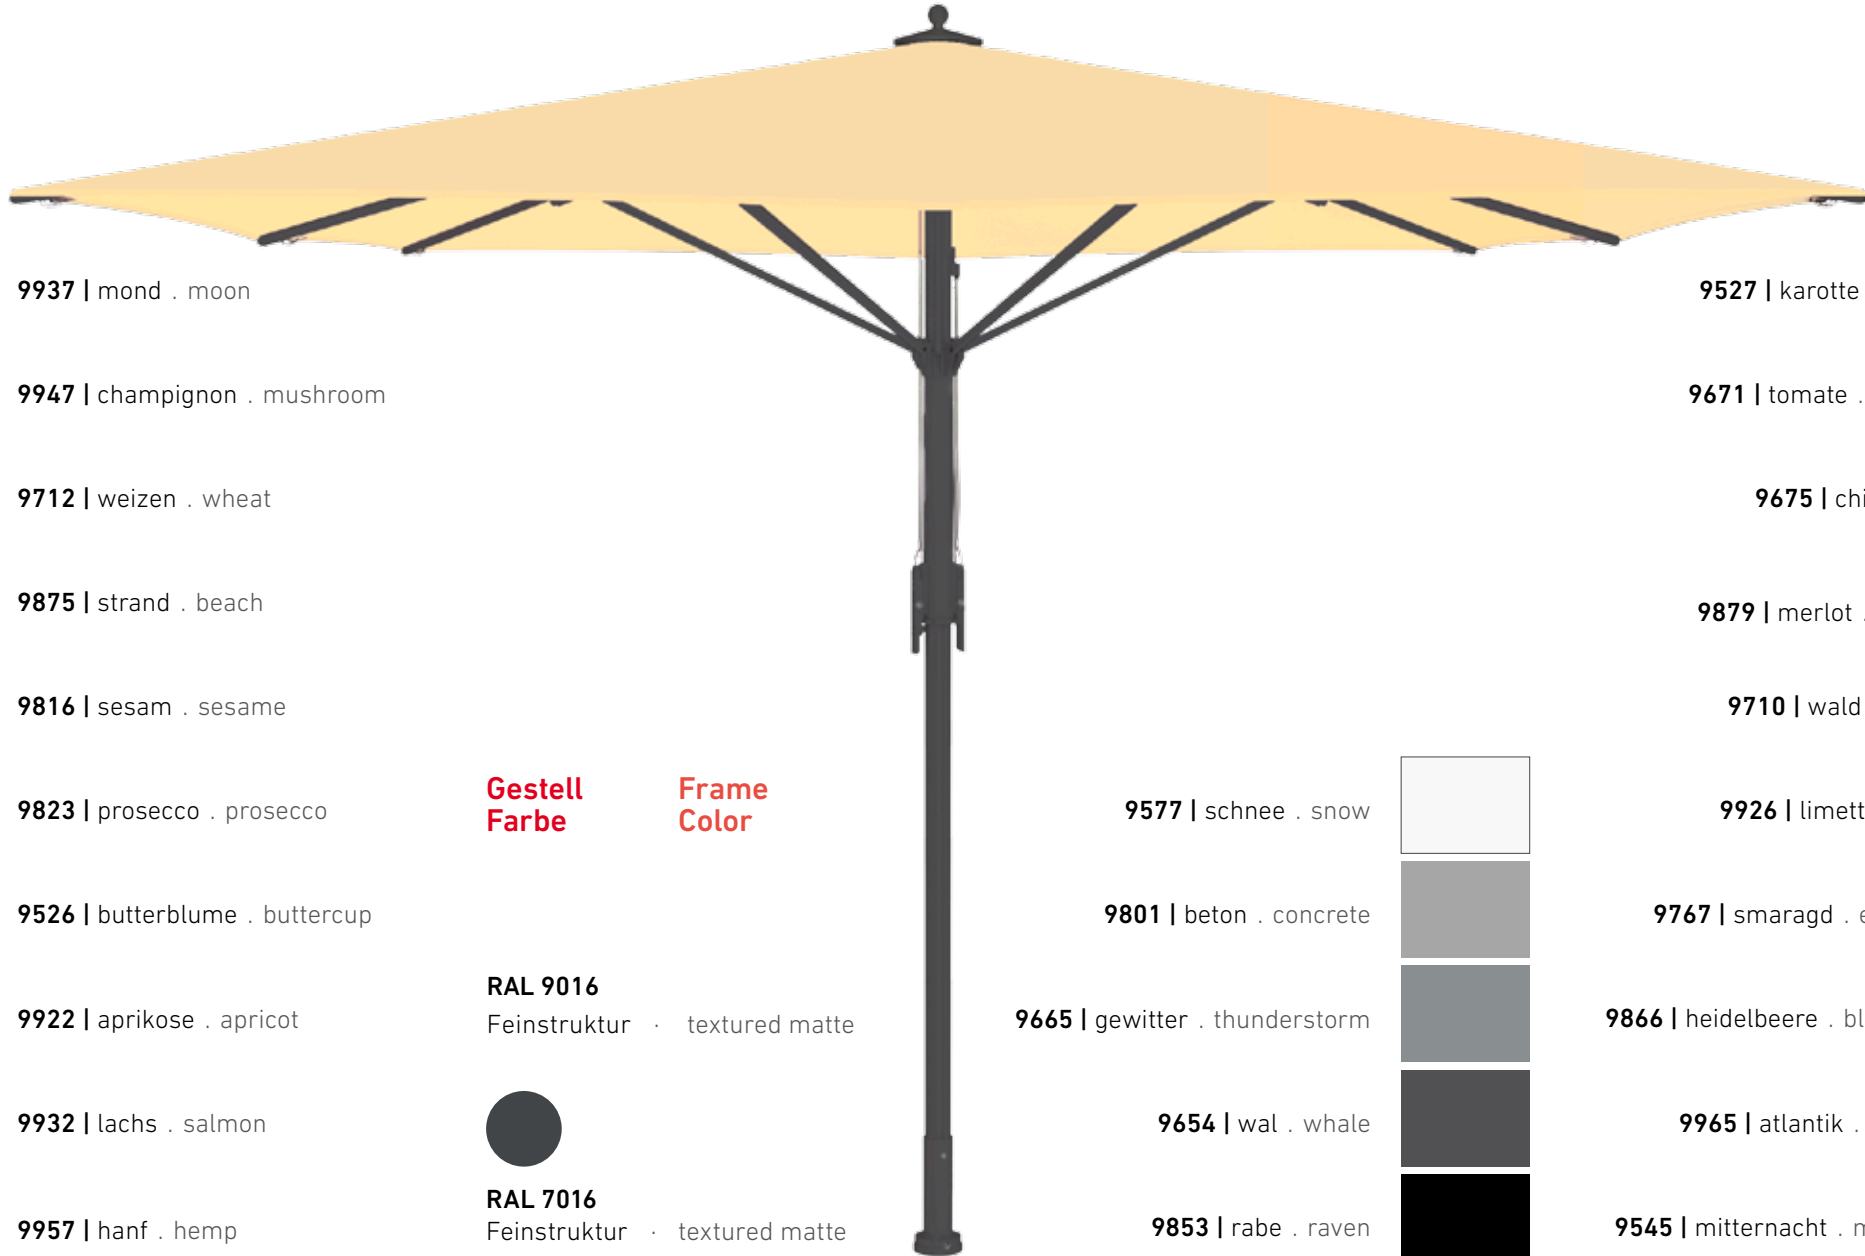 9937 | mond . moon
9947 | champignon . mushroom
9712 | weizen . wheat
9875 | strand . beach
9816 | sesam . sesame
9823 | prosecco . prosecco
9526 | butterblume . buttercup
9922 | aprikose . apricot
9932 | lachs . salmon
9957 | hanf . hemp
Gestell Farbe
Frame Color
RAL 9016
Feinstruktur · textured matte
RAL 7016
Feinstruktur · textured matte
9577 | schnee . snow
9801 | beton . concrete
9665 | gewitter . thunderstorm
9654 | wal . whale
9853 | rabe . raven
9527 | karotte
9671 | tomate .
9675 |
9879 | merlot .
9710 | wald
9926 |
9767 | smaragd .
9866 | heidelbeere .
9965 | atlantik .
9545 | mitternacht .